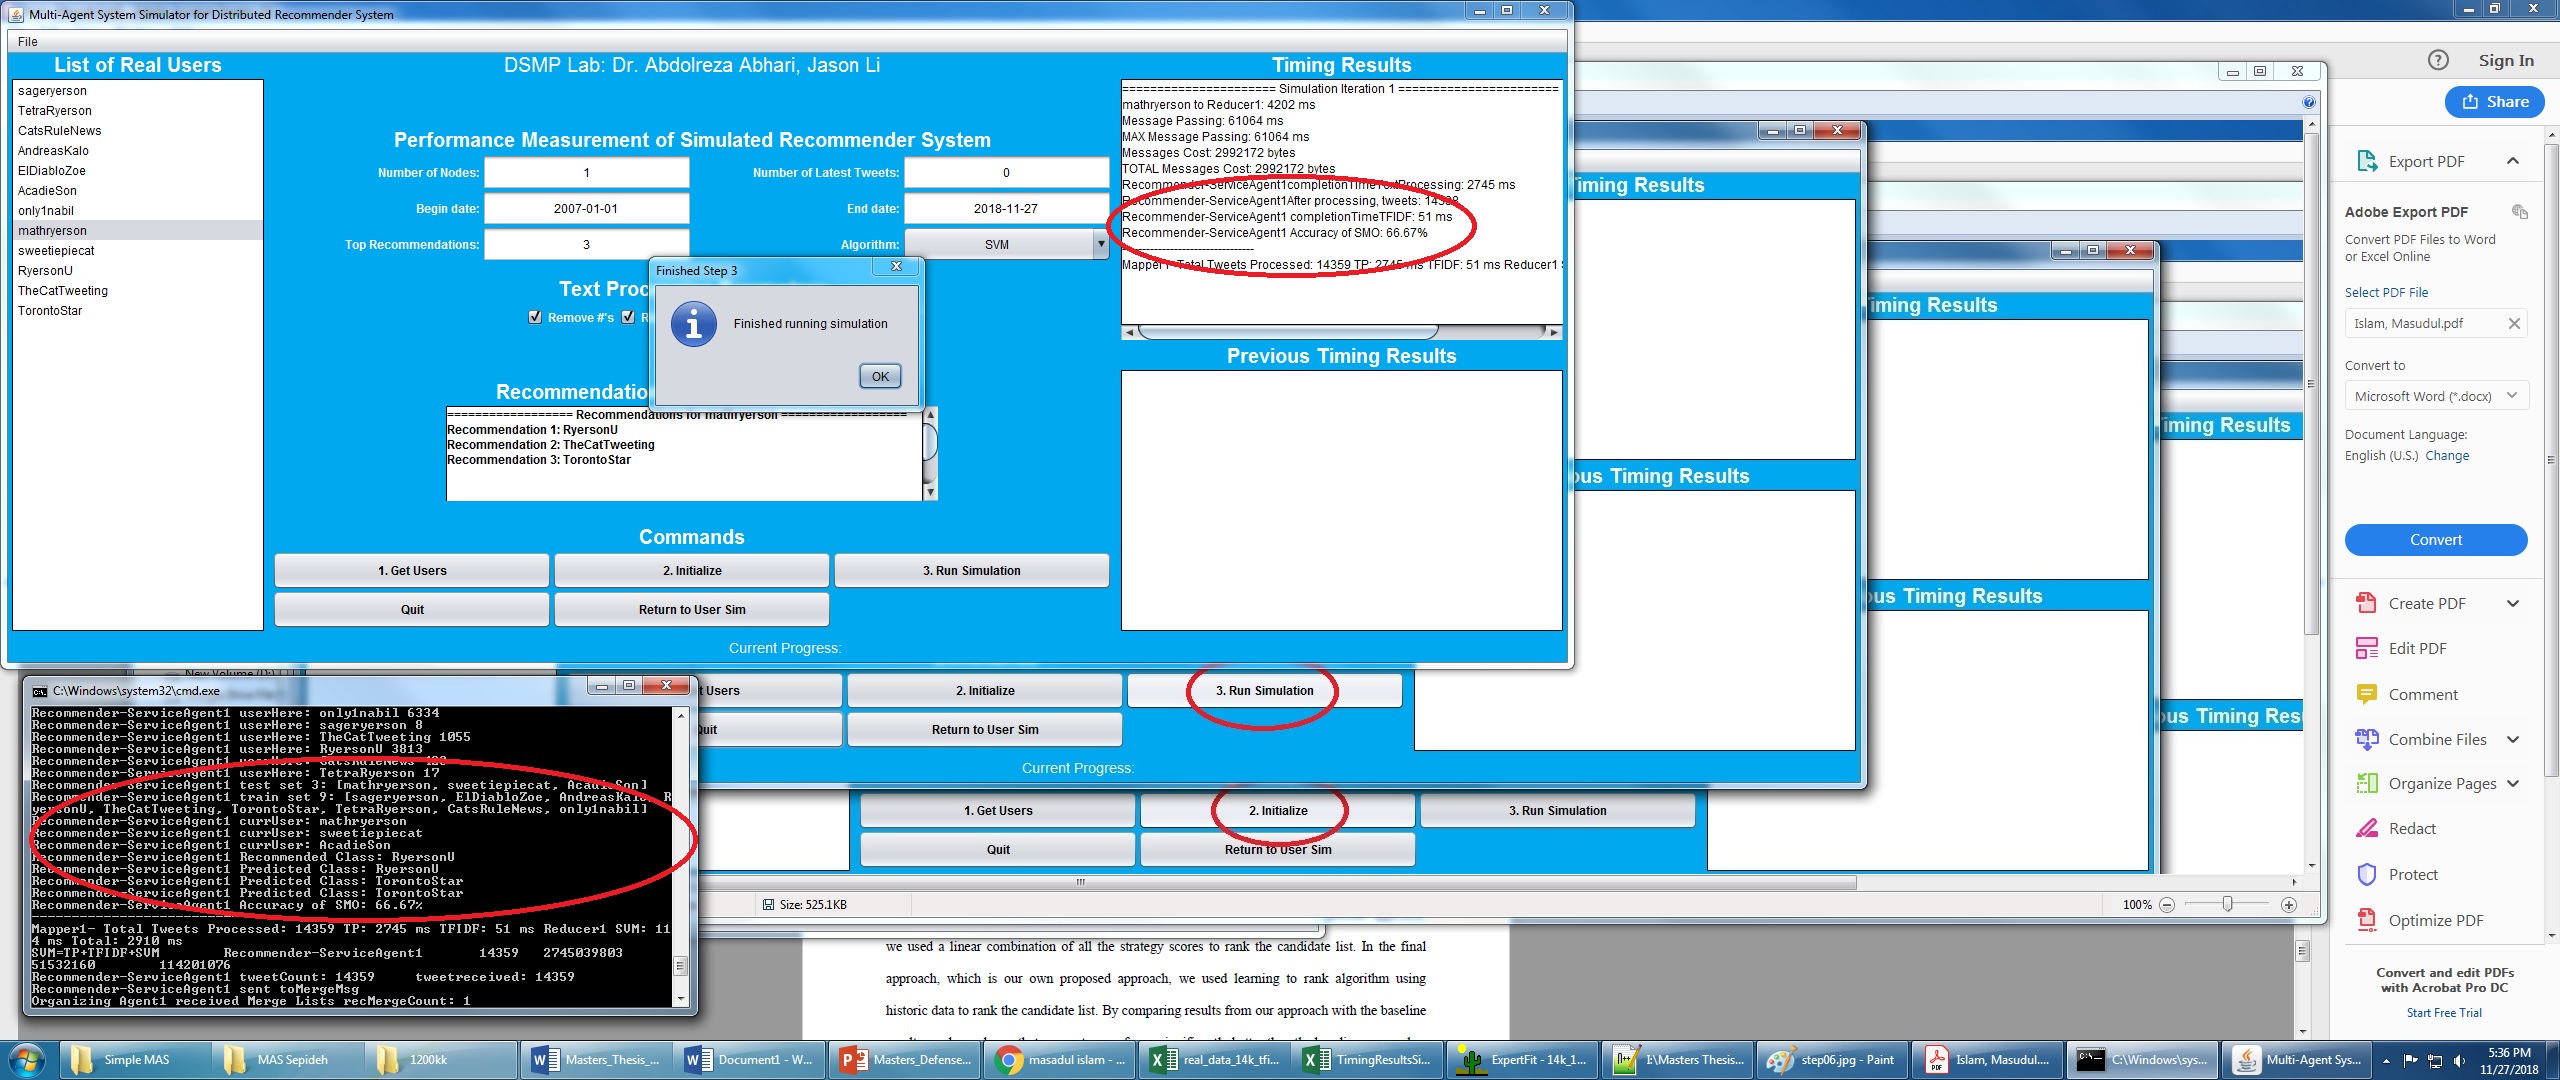 Multi-Agent System Simulator for Distributed Recommender System
File
List of Real Users
sageryerson
TetraRyerson
CatsRuleNews
AndreasKalo
ElDiabloZoe
AcadieSon
only1nabil
mathryerson
sweetiepiecat
RyersonU
TheCatTweeting
TorontoStar
DSMP Lab: Dr. Abdolreza Abhari, Jason Li
Performance Measurement of Simulated Recommender System
Number of Nodes: 1 Number of Latest Tweets: 0
Begin date: 2007-01-01 End date: 2018-11-27
Top Recommendations: 3 Algorithm: SVM
Text Proc
Remove #'s R
Finished Step 3
Finished running simulation
OK
Recommendatio
================== Recommendations for mathryerson ==================
Recommendation 1: RyersonU
Recommendation 2: TheCatTweeting
Recommendation 3: TorontoStar
Commands
1. Get Users 2. Initialize 3. Run Simulation
Quit Return to User Sim
Current Progress:
Timing Results
====================== Simulation Iteration 1 =======================
mathryerson to Reducer1: 4202 ms
Message Passing: 61064 ms
MAX Message Passing: 61064 ms
Messages Cost: 2992172 bytes
TOTAL Messages Cost: 2992172 bytes
Recommender-ServiceAgent1completionTimeTextProcessing: 2745 ms
Recommender-ServiceAgent1After processing, tweets: 14338
Recommender-ServiceAgent1 completionTimeTFIDF: 51 ms
Recommender-ServiceAgent1 Accuracy of SMO: 66.67%
---------------------------------
Mapper1- Total Tweets Processed: 14359 TP: 2745 ms TFIDF: 51 ms Reducer1
Previous Timing Results
Timing Results
ous Timing Results
Timing Results
ous Timing Results
iming Results
ous Timing Res
t Users 2. Initialize 3. Run Simulation
Quit Return to User Sim
Current Progress:
1. Get Users 2. Initialize 3. Run Simulation
Quit Return to User Sim
Size: 525.1KB
100%
New Volume (D:)
C:\Windows\system32\cmd.exe
Recommender-ServiceAgent1 userHere: only1nabil 6334
Recommender-ServiceAgent1 userHere: sageryerson 8
Recommender-ServiceAgent1 userHere: TheCatTweeting 1055
Recommender-ServiceAgent1 userHere: RyersonU 3813
Recommender-ServiceAgent1 userHere: CatsRuleNews
Recommender-ServiceAgent1 userHere: TetraRyerson 17
Recommender-ServiceAgent1 test set 3: [mathryerson, sweetiepiecat, AcadieSon]
Recommender-ServiceAgent1 train set 9: [sageryerson, ElDiabloZoe, AndreasKalo, R
yersonU, TheCatTweeting, TorontoStar, TetraRyerson, CatsRuleNews, only1nabil]
Recommender-ServiceAgent1 currUser: mathryerson
Recommender-ServiceAgent1 currUser: sweetiepiecat
Recommender-ServiceAgent1 currUser: AcadieSon
Recommender-ServiceAgent1 Recommended Class: RyersonU
Recommender-ServiceAgent1 Predicted Class: RyersonU
Recommender-ServiceAgent1 Predicted Class: TorontoStar
Recommender-ServiceAgent1 Predicted Class: TorontoStar
Recommender-ServiceAgent1 Accuracy of SMO: 66.67%
---------------------------------
Mapper1- Total Tweets Processed: 14359 TP: 2745 ms TFIDF: 51 ms Reducer1 SVM: 11
4 ms Total: 2910 ms
SVM=TP+TFIDF+SVM Recommender-ServiceAgent1 14359 2745039803
51532160 114201076
Recommender-ServiceAgent1 tweetCount: 14359 tweetreceived: 14359
Recommender-ServiceAgent1 sent toMergeMsg
Organizing Agent1 received Merge Lists recMergeCount: 1
we used a linear combination of all the strategy scores to rank the candidate list. In the final
approach, which is our own proposed approach, we used learning to rank algorithm using
historic data to rank the candidate list. By comparing results from our approach with the baseline
Sign In
Share
Export PDF
Adobe Export PDF
Convert PDF Files to Word
or Excel Online
Select PDF File
Islam, Masudul.pdf
Convert to
Microsoft Word (*.docx)
Document Language:
English (U.S.) Change
Convert
Create PDF
Edit PDF
Comment
Combine Files
Organize Pages
Redact
Protect
Optimize PDF
Convert and edit PDFs
with Acrobat Pro DC
Start Free Trial
Simple MAS
MAS Sepideh
1200kk
Masters_Thesis_...
Document1 - W...
Masters_Defense...
masadul islam - ...
real_data_14k_tfi...
TimingResultsSi...
ExpertFit - 14k_1...
I:\Masters Thesis...
step06.jpg - Paint
Islam, Masudul....
C:\Windows\sys...
Multi-Agent Sys...
5:36 PM
11/27/2018